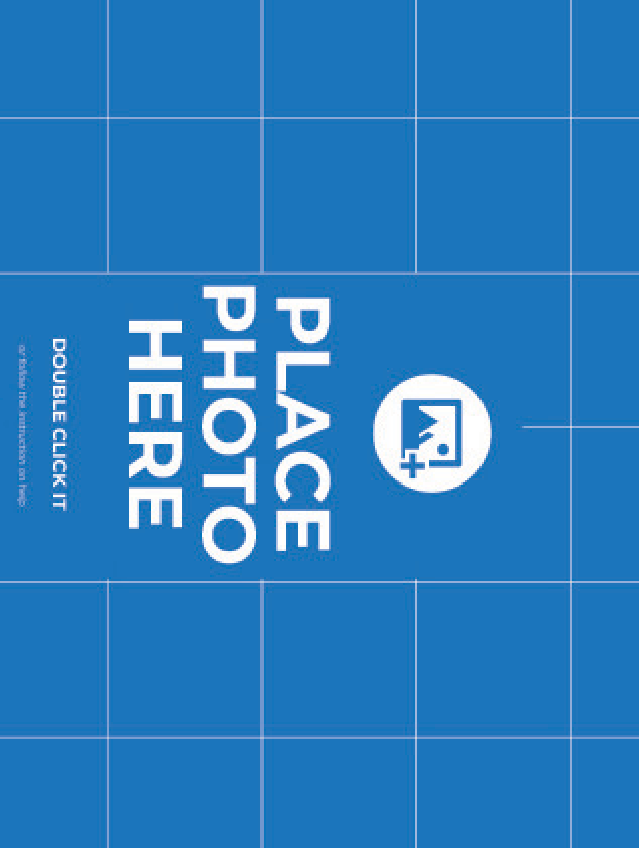 PLACE
PHOTO
HERE
DOUBLE CLICK IT
or follow the instruction on help